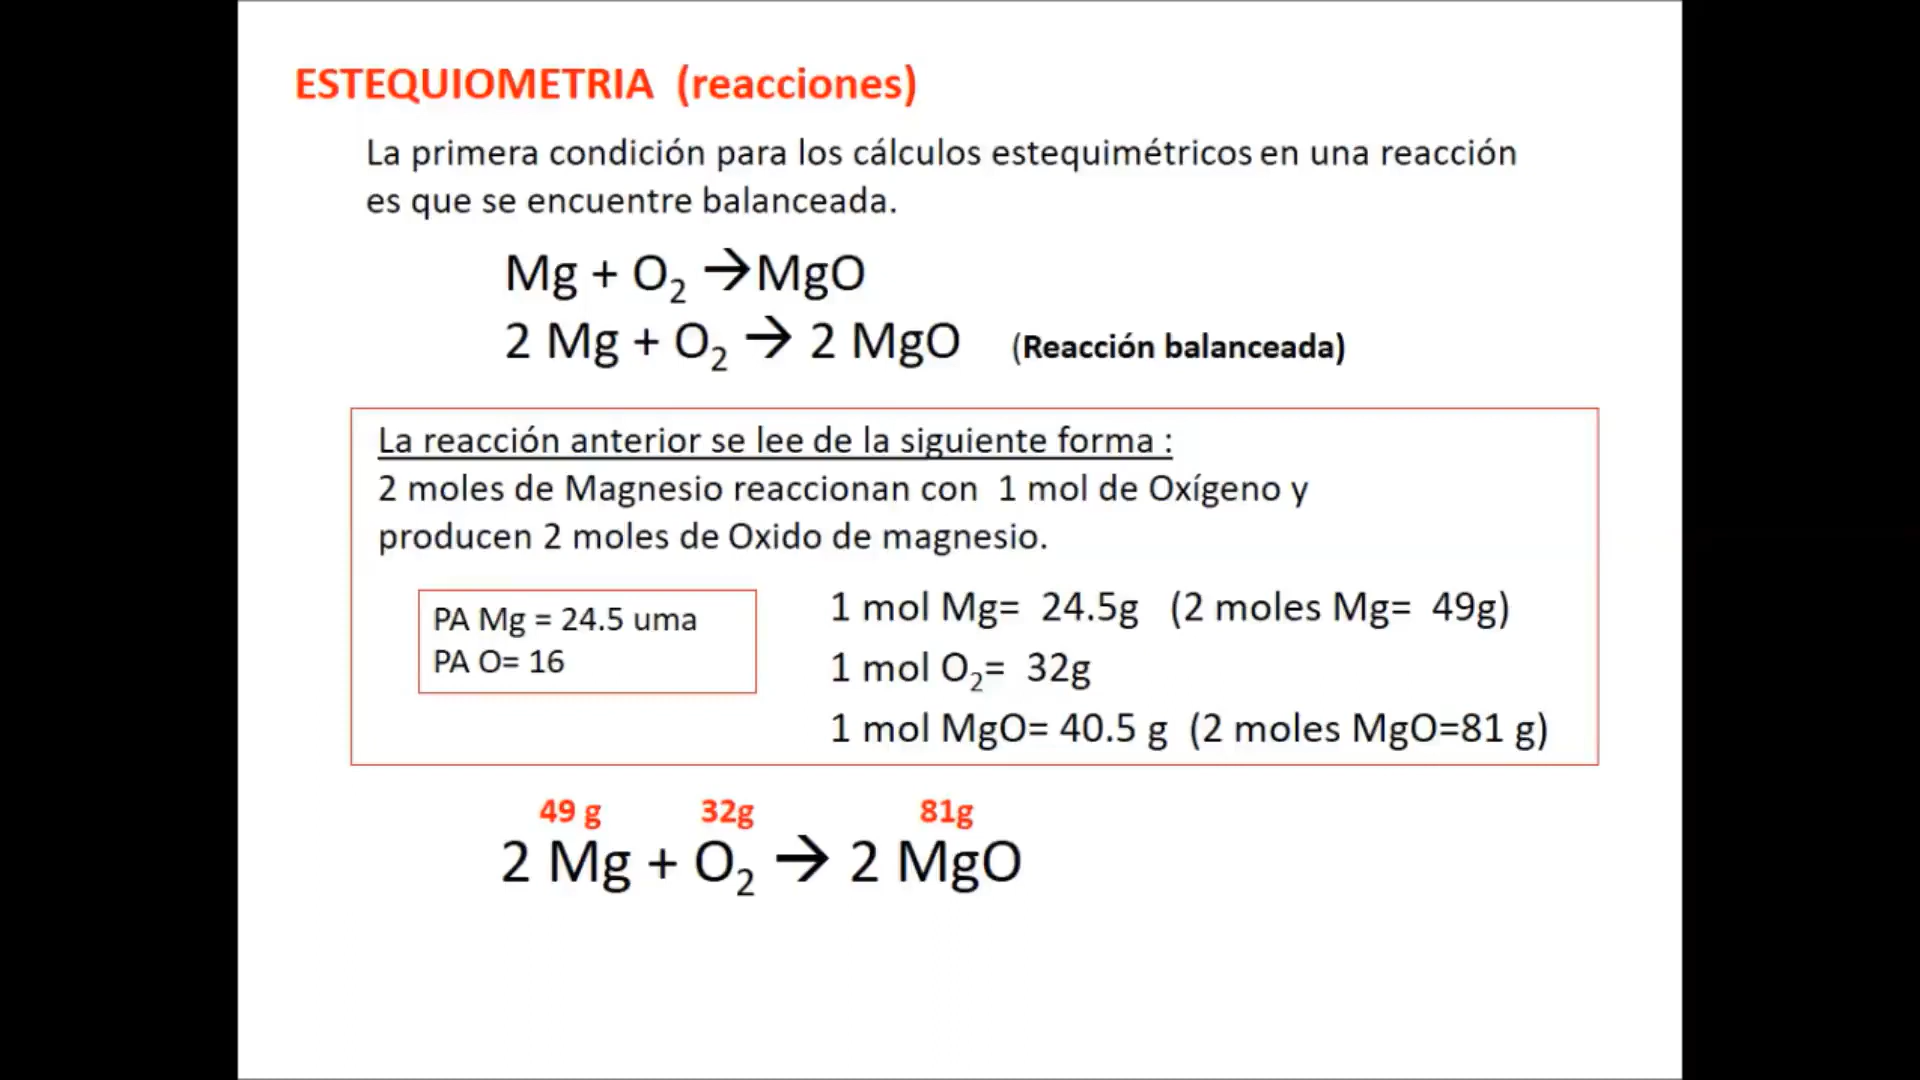 ESTEQUIOMETRIA (reacciones)
La primera condición para los cálculos estequimétricos en una reacción
es que se encuentre balanceada.
Mg + O₂ →MgO
2 Mg + O₂ → 2 MgO (Reacción balanceada)
La reacción anterior se lee de la siguiente forma :
2 moles de Magnesio reaccionan con 1 mol de Oxígeno y
producen 2 moles de Oxido de magnesio.
PA Mg = 24.5 uma
PA O= 16
1 mol Mg= 24.5g (2 moles Mg= 49g)
1 mol O₂= 32g
1 mol MgO= 40.5 g (2 moles MgO=81 g)
49 g 32g 81g
2 Mg + O₂ → 2 MgO